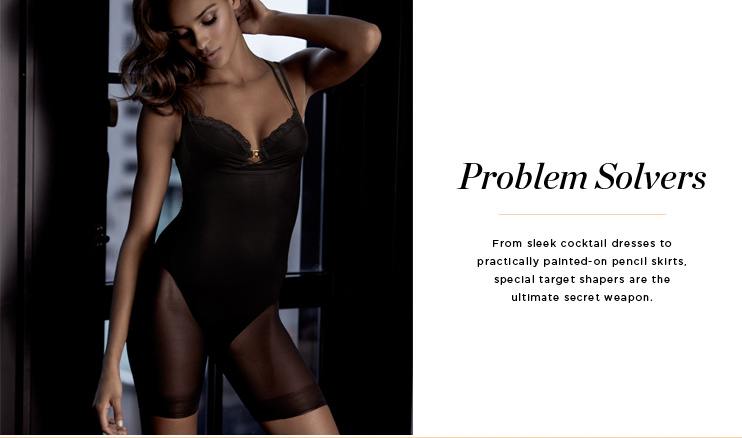 Problem Solvers
From sleek cocktail dresses to
practically painted-on pencil skirts,
special target shapers are the
ultimate secret weapon.